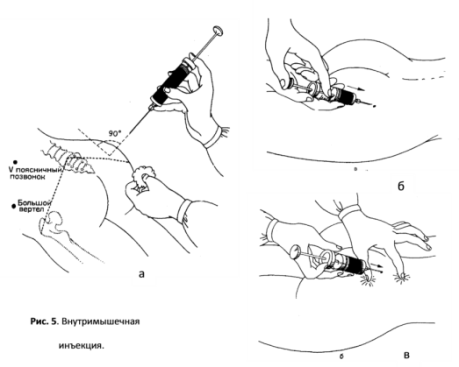 90°
V поясничный
позвонок
Большой
вертел
а
б
в
б
в
Рис. 5. Внутримышечная
инъекция.